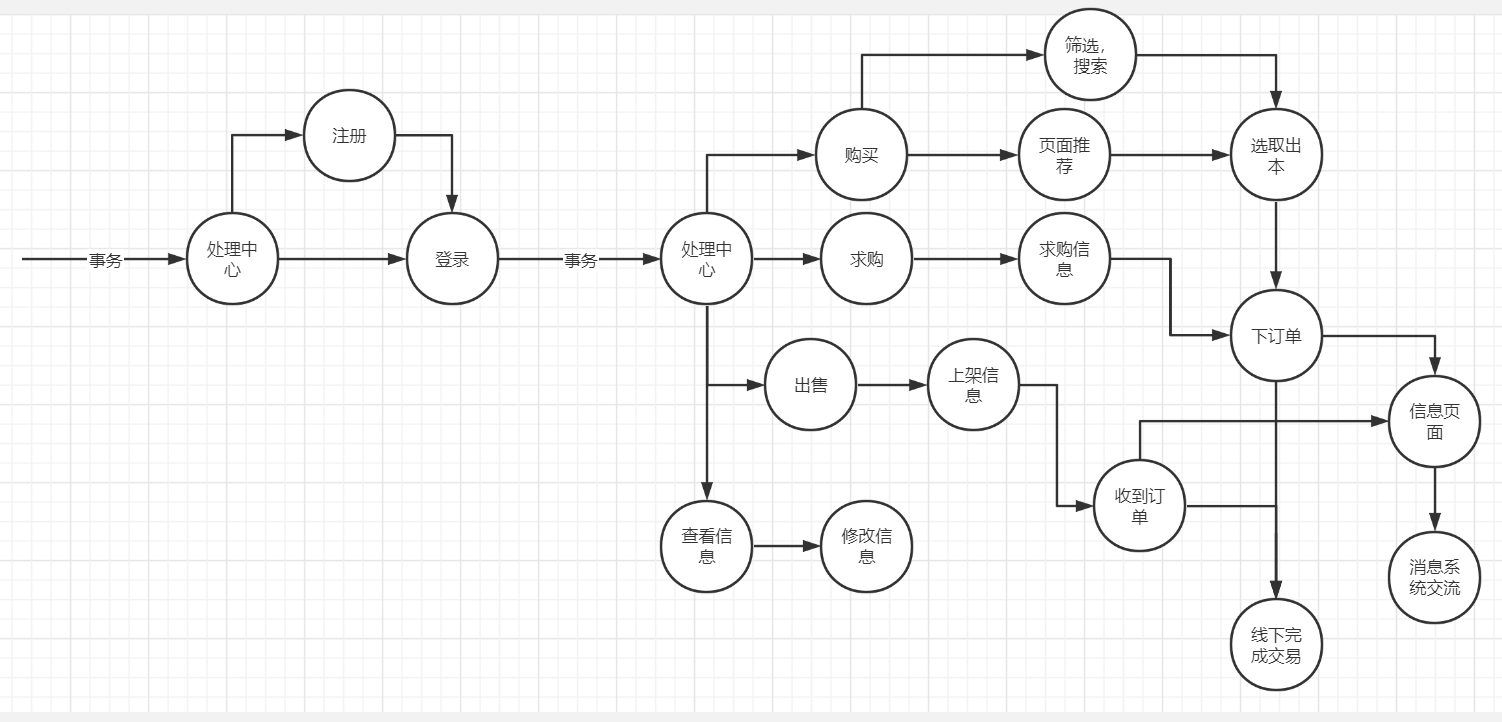 筛选，
搜索
注册
购买
页面推
荐
选取出
本
事务
处理中
心
登录
事务
处理中
心
求购
求购信
息
下订单
出售
上架信
息
信息页
面
收到订
单
查看信
息
修改信
息
消息系
统交流
线下完
成交易